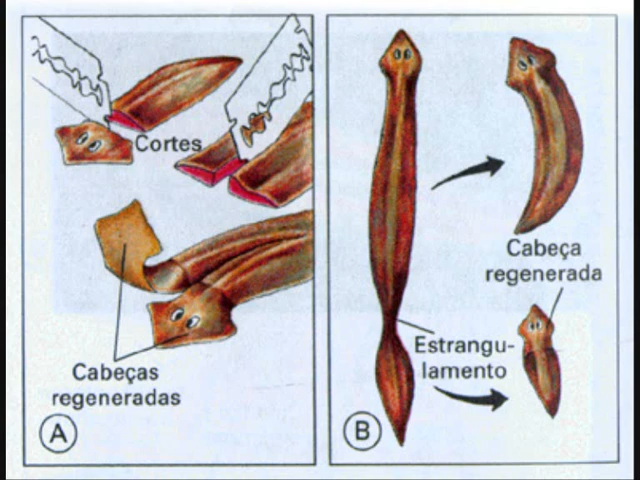 Cortes
Cabeças
regeneradas
A
Cabeça
regenerada
Estrangu-
lamento
B